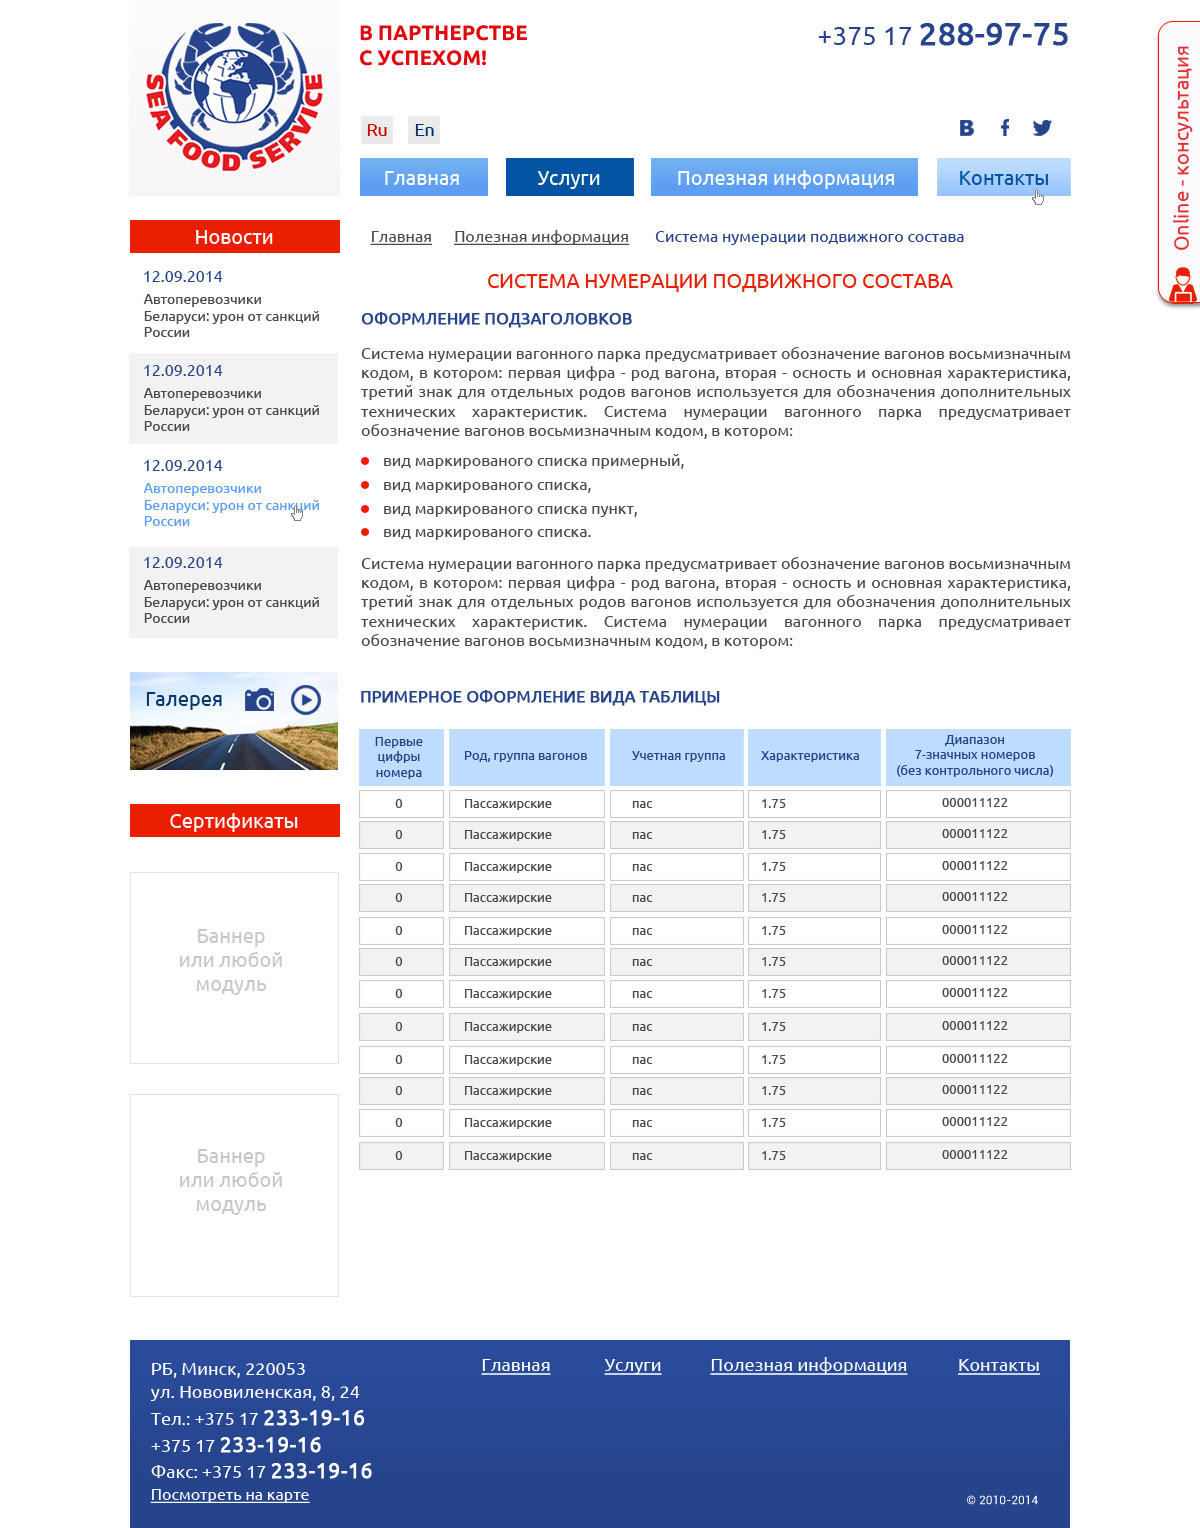 SEA FOOD SERVICE
В ПАРТНЕРСТВЕ
С УСПЕХОМ!
+375 17 288-97-75
Online - консультация
Ru En
Главная Услуги Полезная информация Контакты
Новости
12.09.2014
Автоперевозчики
Беларуси: урон от санкций
России
12.09.2014
Автоперевозчики
Беларуси: урон от санкций
России
12.09.2014
Автоперевозчики
Беларуси: урон от санкций
России
12.09.2014
Автоперевозчики
Беларуси: урон от санкций
России
Галерея
Сертификаты
Баннер
или любой
модуль
Баннер
или любой
модуль
Главная Полезная информация Система нумерации подвижного состава
СИСТЕМА НУМЕРАЦИИ ПОДВИЖНОГО СОСТАВА
ОФОРМЛЕНИЕ ПОДЗАГОЛОВКОВ
Система нумерации вагонного парка предусматривает обозначение вагонов восьмизначным
кодом, в котором: первая цифра - род вагона, вторая - осность и основная характеристика,
третий знак для отдельных родов вагонов используется для обозначения дополнительных
технических характеристик. Система нумерации вагонного парка предусматривает
обозначение вагонов восьмизначным кодом, в котором:
вид маркированого списка примерный,
вид маркированого списка,
вид маркированого списка пункт,
вид маркированого списка.
Система нумерации вагонного парка предусматривает обозначение вагонов восьмизначным
кодом, в котором: первая цифра - род вагона, вторая - осность и основная характеристика,
третий знак для отдельных родов вагонов используется для обозначения дополнительных
технических характеристик. Система нумерации вагонного парка предусматривает
обозначение вагонов восьмизначным кодом, в котором:
ПРИМЕРНОЕ ОФОРМЛЕНИЕ ВИДА ТАБЛИЦЫ
Первые
цифры
номера
Род, группа вагонов
Учетная группа
Характеристика
Диапазон
7-значных номеров
(без контрольного числа)
0 Пассажирские пас 1.75 000011122
0 Пассажирские пас 1.75 000011122
0 Пассажирские пас 1.75 000011122
0 Пассажирские пас 1.75 000011122
0 Пассажирские пас 1.75 000011122
0 Пассажирские пас 1.75 000011122
0 Пассажирские пас 1.75 000011122
0 Пассажирские пас 1.75 000011122
0 Пассажирские пас 1.75 000011122
0 Пассажирские пас 1.75 000011122
0 Пассажирские пас 1.75 000011122
0 Пассажирские пас 1.75 000011122
РБ, Минск, 220053
ул. Нововиленская, 8, 24
Тел.: +375 17 233-19-16
+375 17 233-19-16
Факс: +375 17 233-19-16
Посмотреть на карте
Главная Услуги Полезная информация Контакты
© 2010-2014